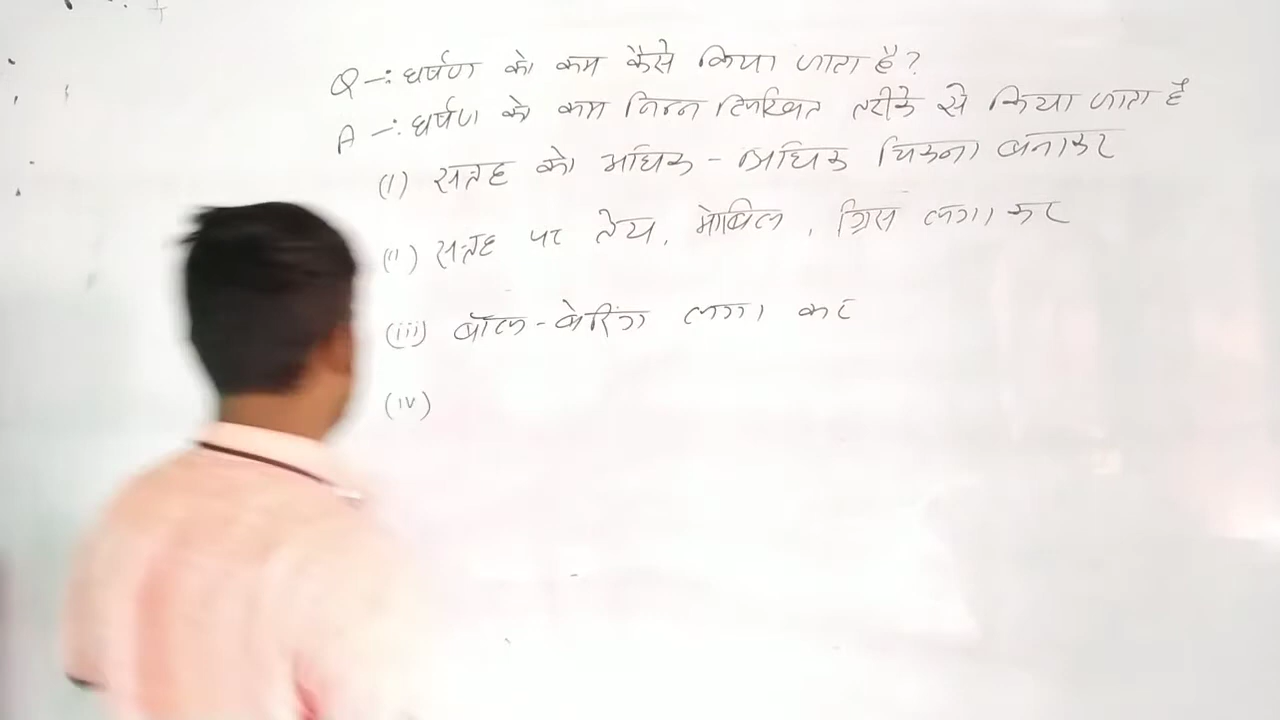 Q -: घर्षण को कम कैसे किया जाता है?
A -: घर्षण को कम निम्न लिखित तरीके से किया जाता है
(i) सतह को अधिक - अधिक चिकना बनाकर
(ii) सतह पर तेय, मोबिल, ग्रिस लगा कर
(iii) बॉल-बेरिंग लगा कर
(iv)